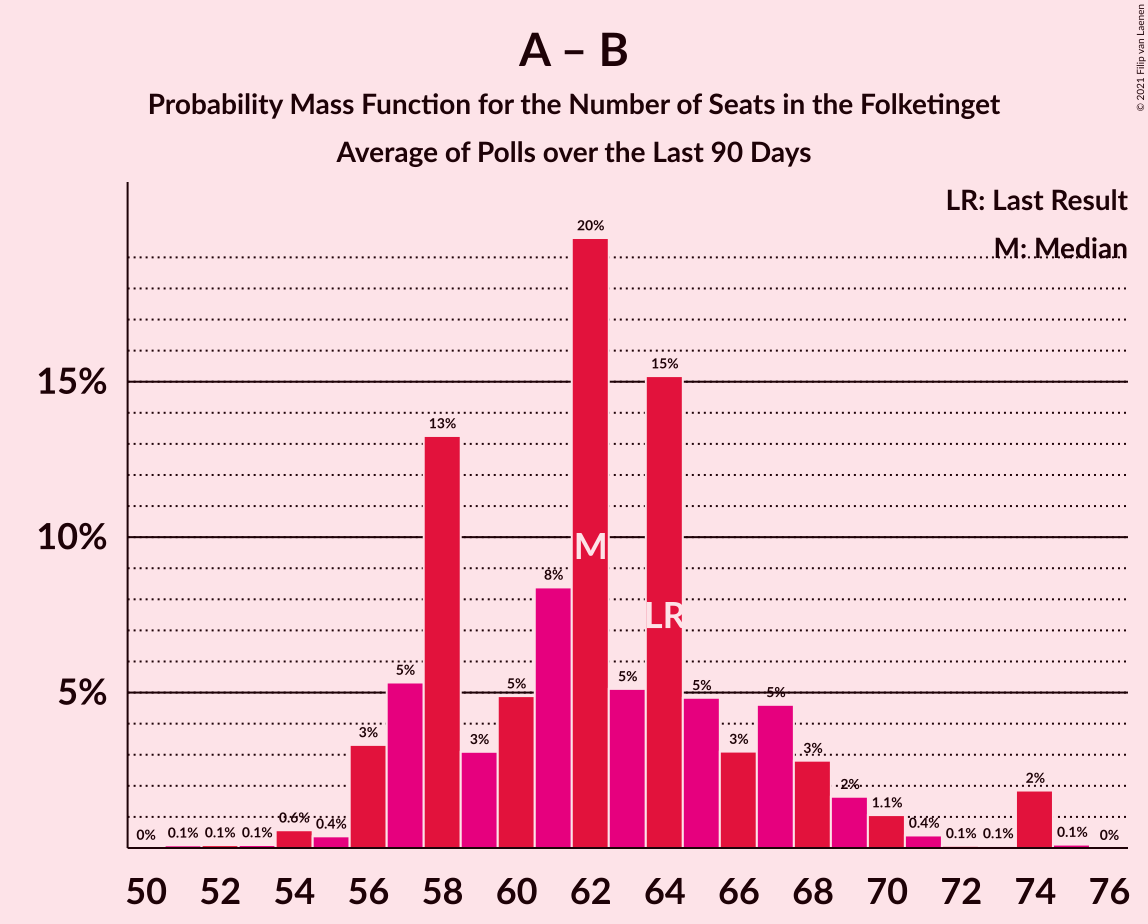 A – B
Probability Mass Function for the Number of Seats in the Folketinget
Average of Polls over the Last 90 Days
© 2021 Filip van Laenen
LR: Last Result
M: Median
20%
15%
15%
13%
10%
M
8%
LR
5%
5%
5%
5%
5%
5%
3%
3%
3%
3%
2%
2%
0% 0.1% 0.1% 0.1% 0.6% 0.4% 1.1% 0.4% 0.1% 0.1% 0.1% 0%
50 52 54 56 58 60 62 64 66 68 70 72 74 76